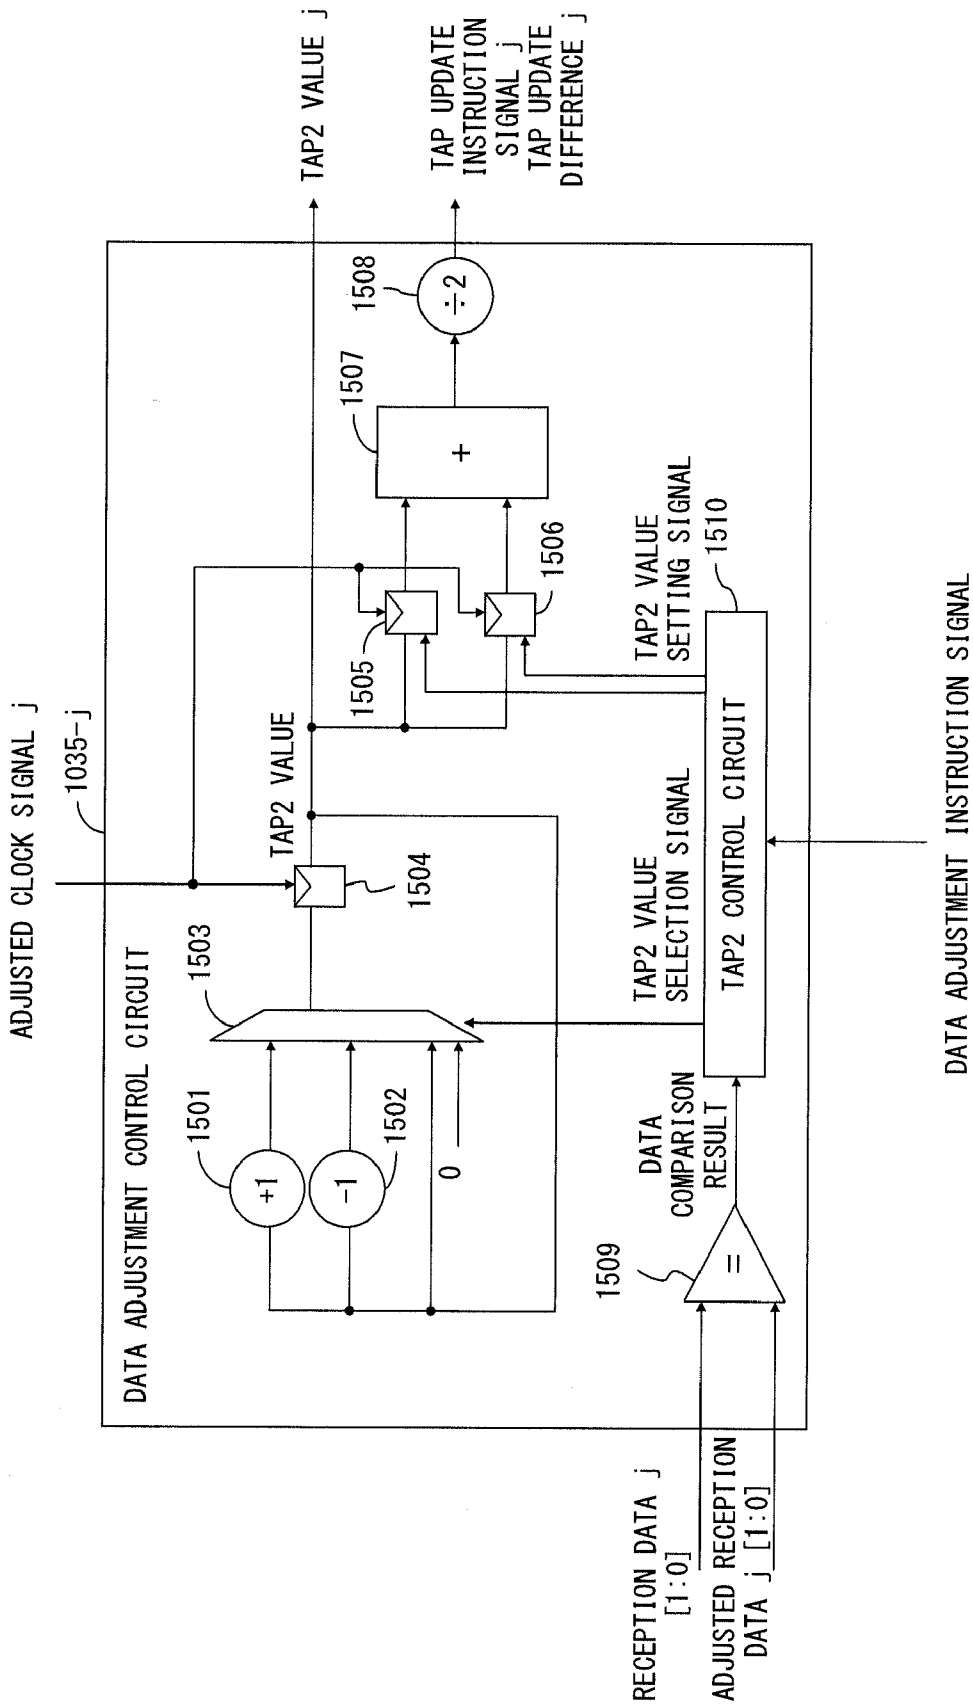 ADJUSTED CLOCK SIGNAL j
1035-j
DATA ADJUSTMENT CONTROL CIRCUIT
1501
+1
1502
-1
0
1503
1504
TAP2 VALUE
TAP2 VALUE j
1505
1506
1507
+
1508
÷2
TAP UPDATE
INSTRUCTION
SIGNAL j
TAP UPDATE
DIFFERENCE j
RECEPTION DATA j
[1:0]
ADJUSTED RECEPTION
DATA j [1:0]
1509
=
DATA
COMPARISON
RESULT
TAP2 VALUE
SELECTION SIGNAL
TAP2 VALUE
SETTING SIGNAL
1510
TAP2 CONTROL CIRCUIT
DATA ADJUSTMENT INSTRUCTION SIGNAL